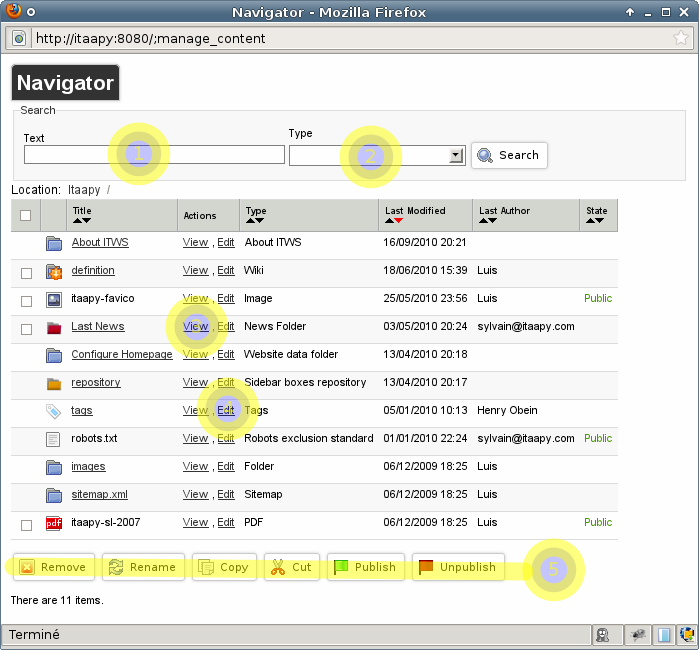 Navigator - Mozilla Firefox
http://itaapy:8080/;manage_content
Navigator
Search
Text
Type
1
2
Search
Location: Itaapy /
Title Actions Type Last Modified Last Author State
About ITWS View , Edit About ITWS 16/09/2010 20:21
definition View , Edit Wiki 18/06/2010 15:39 Luis
itaapy-favico View , Edit Image 25/05/2010 23:56 Luis Public
Last News View , Edit News Folder 03/05/2010 20:24 sylvain@itaapy.com
Configure Homepage View , Edit Website data folder 13/04/2010 20:18
repository View , Edit Sidebar boxes repository 13/04/2010 20:17
tags View , Edit Tags 05/01/2010 10:13 Henry Obein
4
robots.txt View , Edit Robots exclusion standard 01/01/2010 22:24 sylvain@itaapy.com Public
images View , Edit Folder 06/12/2009 18:25 Luis
sitemap.xml View , Edit Sitemap 06/12/2009 18:25 Luis
pdf itaapy-sl-2007 View , Edit PDF 06/12/2009 18:25 Luis Public
Remove Rename Copy Cut Publish Unpublish 5
There are 11 items.
Terminé